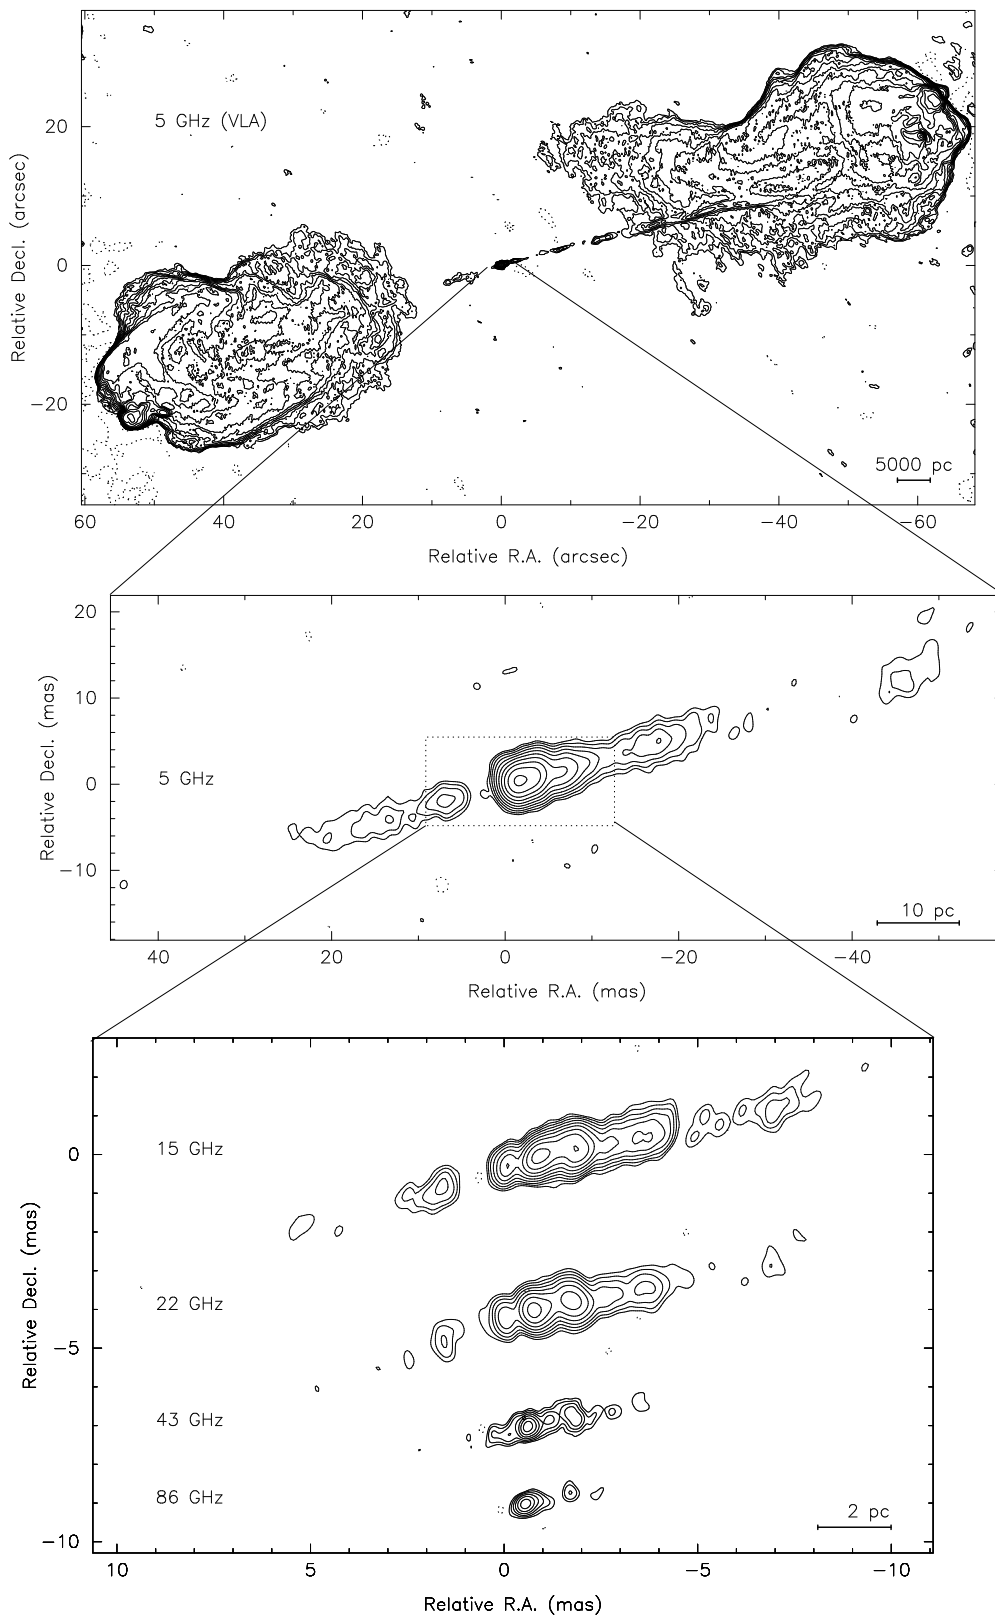 20
5 GHz (VLA)
0
−20
Relative Decl. (arcsec)
5000 pc
60 40 20 0 −20 −40 −60
Relative R.A. (arcsec)
20
10
0
−10
5 GHz
Relative Decl. (mas)
10 pc
40 20 0 −20 −40
Relative R.A. (mas)
0
−5
−10
15 GHz
22 GHz
43 GHz
86 GHz
Relative Decl. (mas)
2 pc
10 5 0 −5 −10
Relative R.A. (mas)